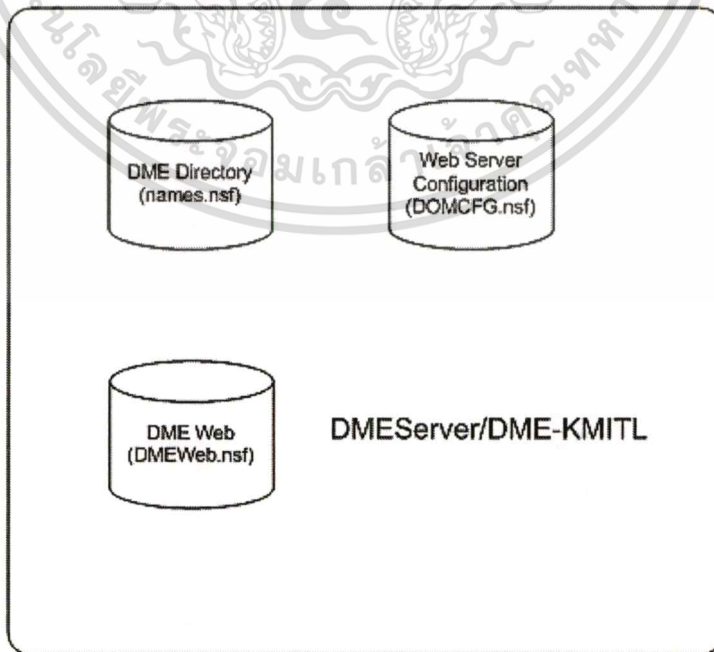 DME Directory
(names.nsf)
Web Server
Configuration
(DOMCFG.nsf)
DME Web
(DMEWeb.nsf)
DMEServer/DME-KMITL